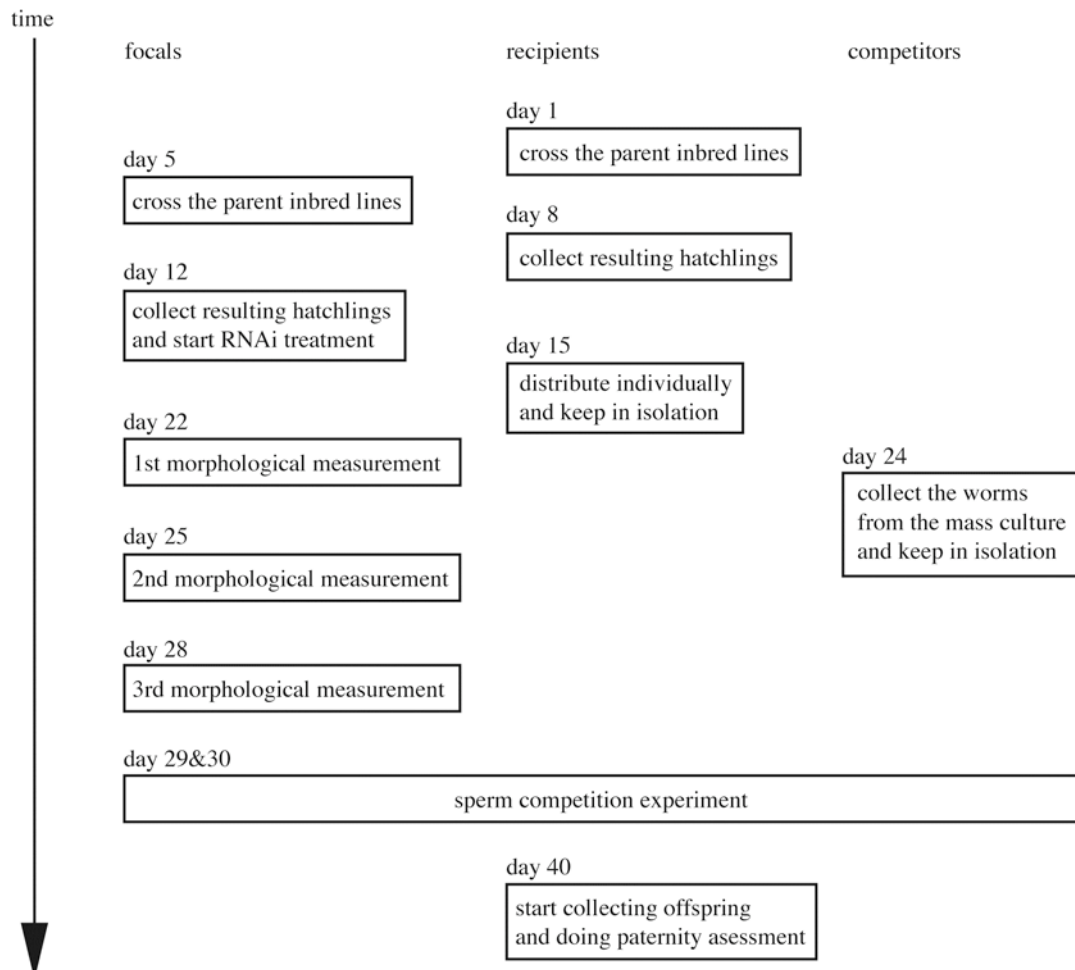 time
focals
recipients
competitors
day 1
cross the parent inbred lines
day 5
cross the parent inbred lines
day 8
collect resulting hatchlings
day 12
collect resulting hatchlings
and start RNAi treatment
day 15
distribute individually
and keep in isolation
day 22
1st morphological measurement
day 24
collect the worms
from the mass culture
and keep in isolation
day 25
2nd morphological measurement
day 28
3rd morphological measurement
day 29&30
sperm competition experiment
day 40
start collecting offspring
and doing paternity asessment